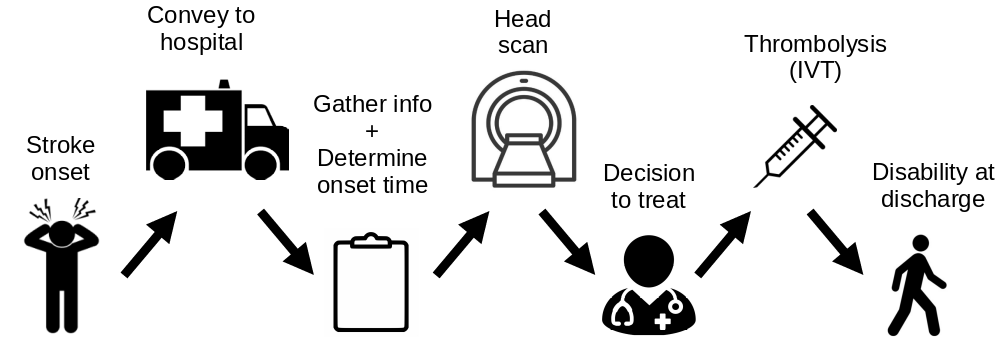 Stroke
onset
Convey to
hospital
Gather info
+
Determine
onset time
Head
scan
Decision
to treat
Thrombolysis
(IVT)
Disability at
discharge